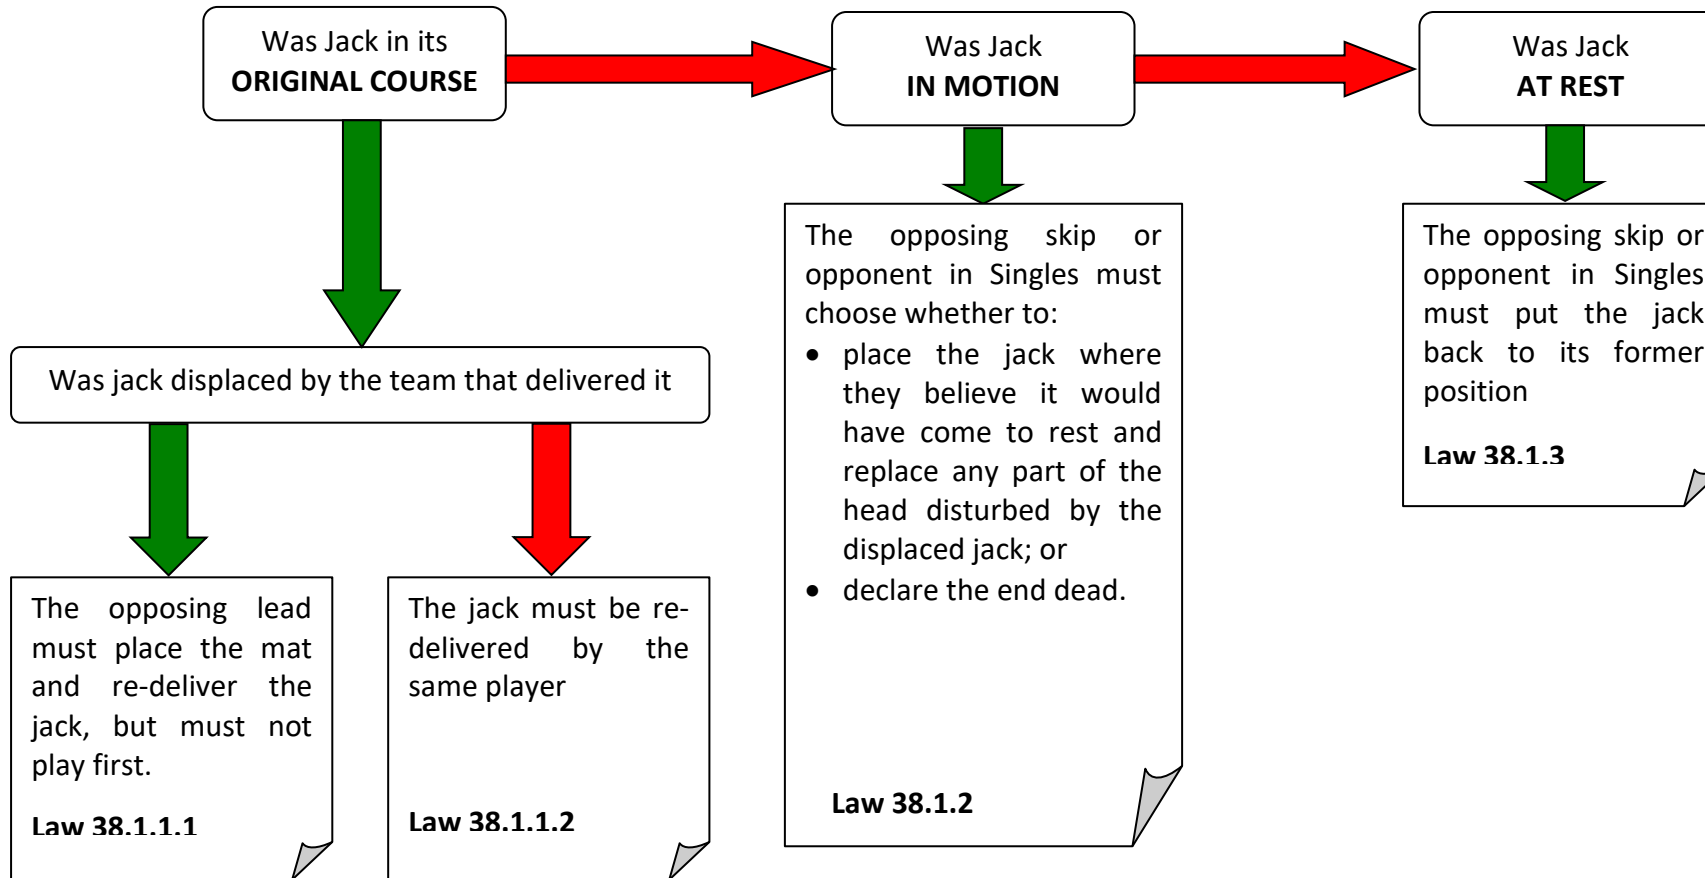 Was Jack in its
ORIGINAL COURSE
Was Jack
IN MOTION
Was Jack
AT REST
Was jack displaced by the team that delivered it
The opposing lead
must place the mat
and re-deliver the
jack, but must not
play first.
Law 38.1.1.1
The jack must be re-
delivered by the
same player
Law 38.1.1.2
The opposing skip or
opponent in Singles must
choose whether to:
• place the jack where
they believe it would
have come to rest and
replace any part of the
head disturbed by the
displaced jack; or
• declare the end dead.
Law 38.1.2
The opposing skip or
opponent in Singles
must put the jack
back to its former
position
Law 38.1.3